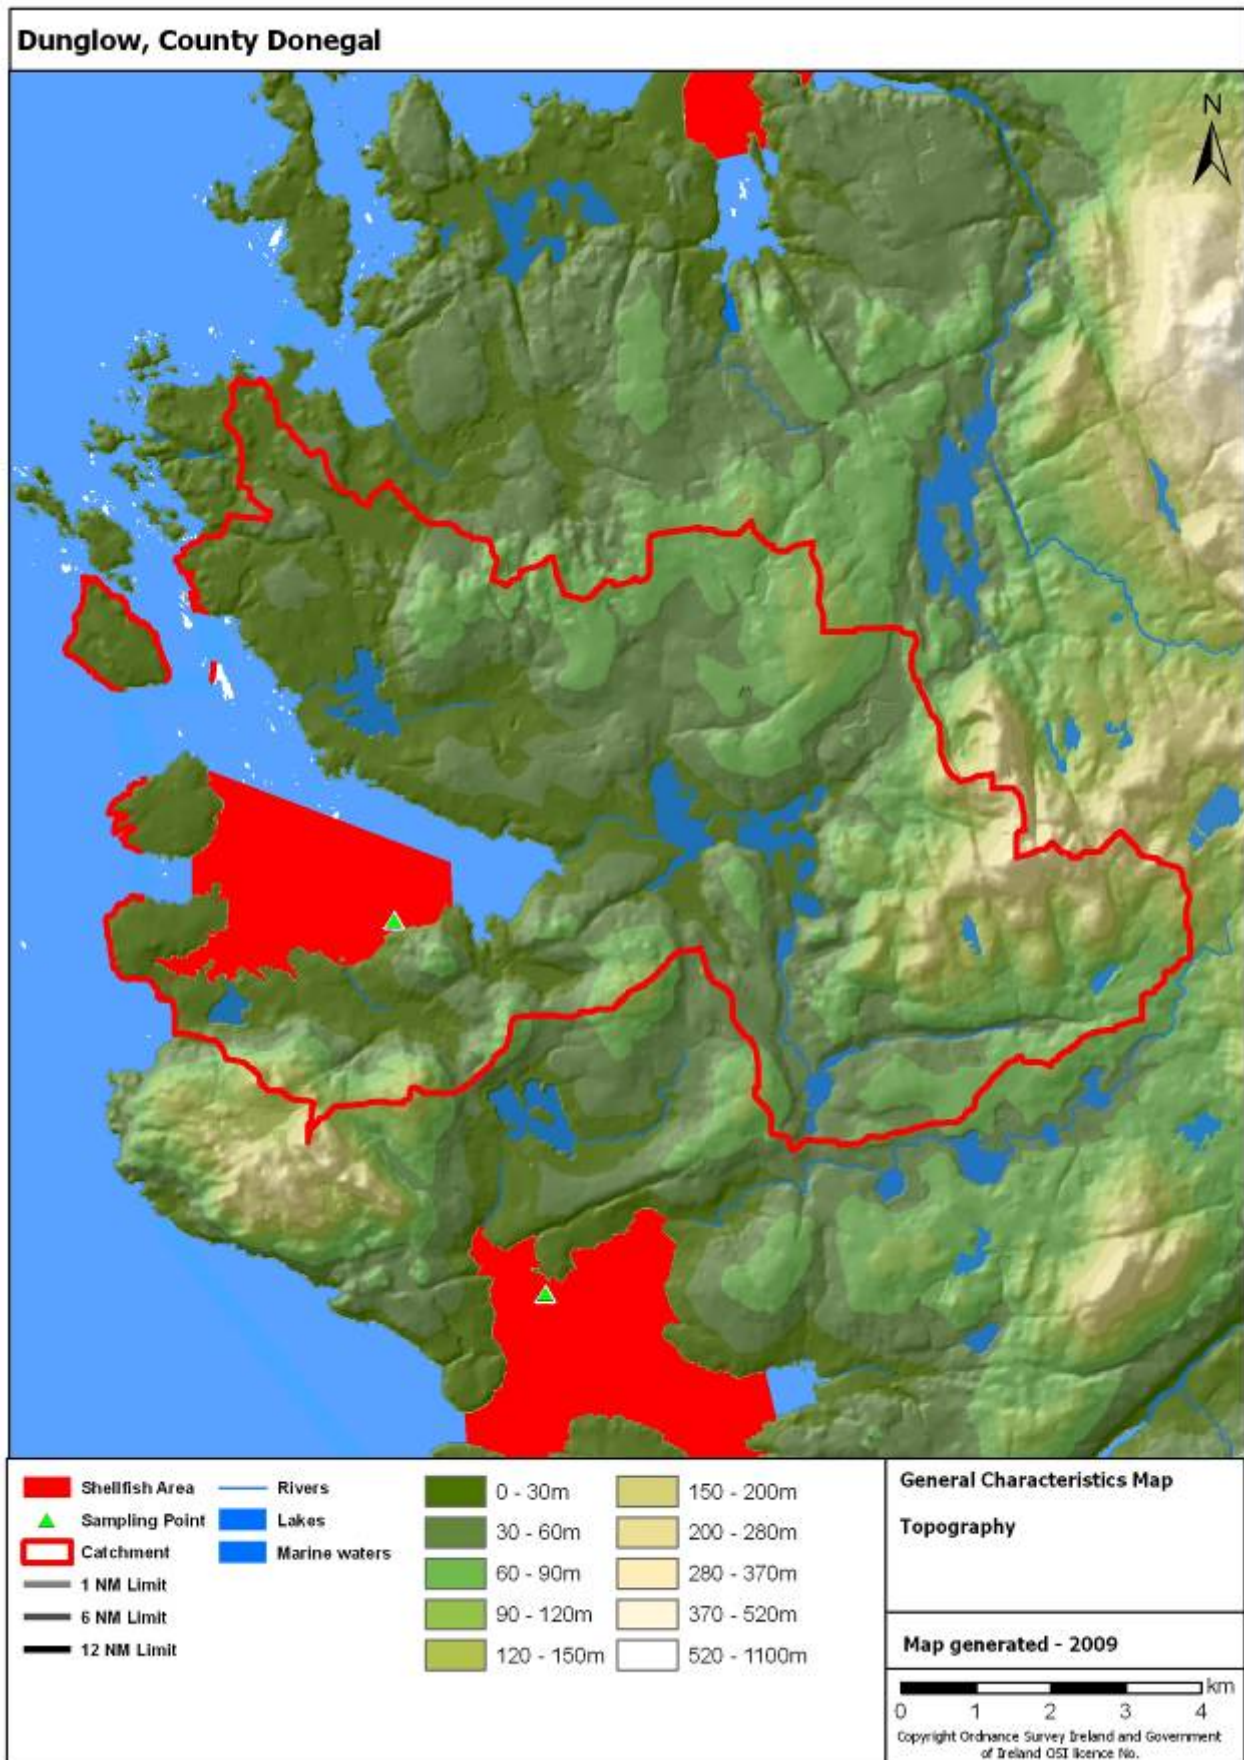 Dunglow, County Donegal
N
Shellfish Area
Sampling Point
Catchment
1 NM Limit
6 NM Limit
12 NM Limit
Rivers
Lakes
Marine waters
0 - 30m
30 - 60m
60 - 90m
90 - 120m
120 - 150m
150 - 200m
200 - 280m
280 - 370m
370 - 520m
520 - 1100m
General Characteristics Map
Topography
Map generated - 2009
km
0 1 2 3 4
Copyright Ordnance Survey Ireland and Government
of Ireland OSI licence No.